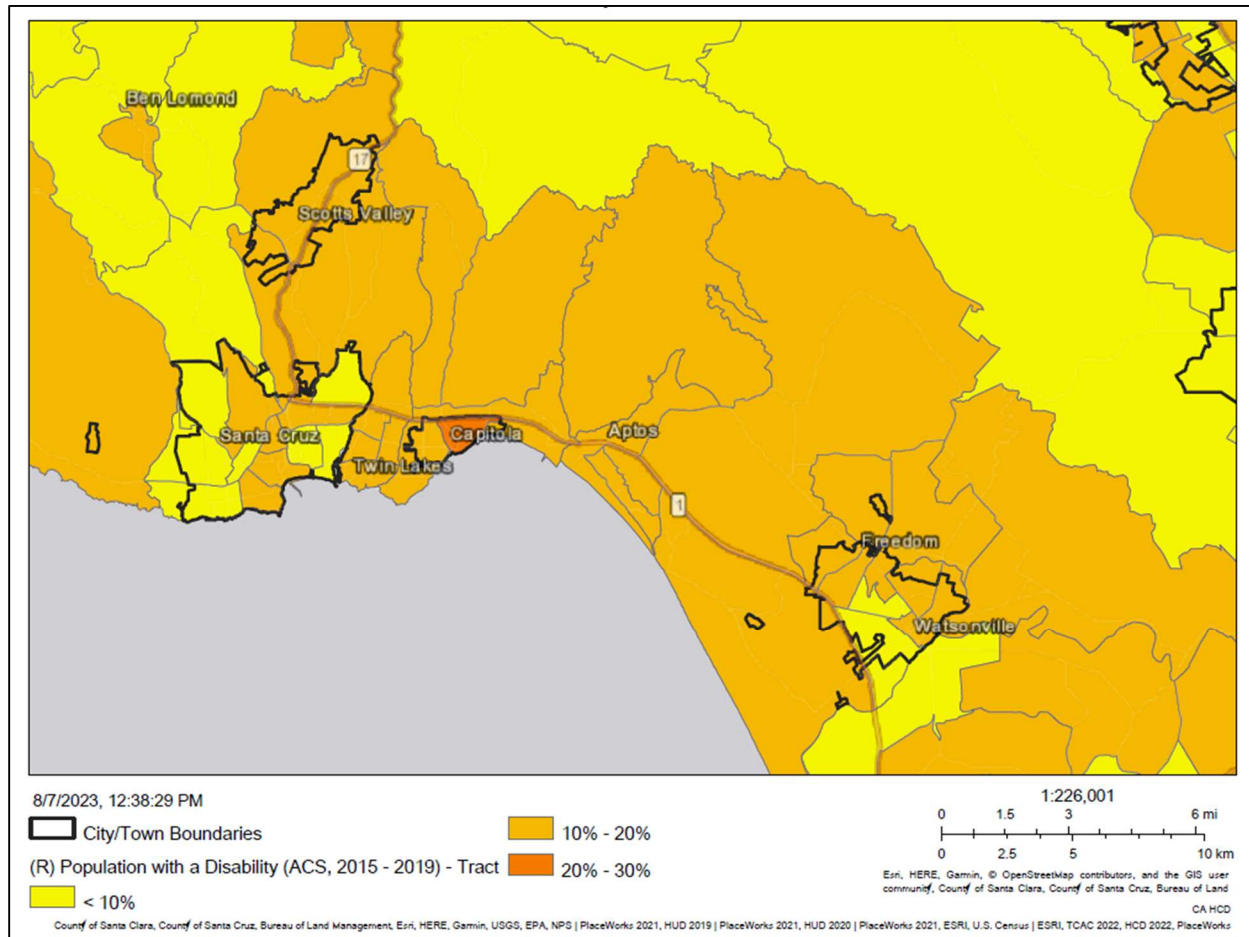 Ben Lomond
17
Scotts Valley
Santa Cruz
Capitola
Aptos
Twin Lakes
1
Freedom
Watsonville
8/7/2023, 12:38:29 PM
City/Town Boundaries
(R) Population with a Disability (ACS, 2015 - 2019) - Tract
< 10%
10% - 20%
20% - 30%
1:226,001
0 1.5 3 6 mi
0 2.5 5 10 km
Esri, HERE, Garmin, © OpenStreetMap contributors, and the GIS user
community, County of Santa Clara, County of Santa Cruz, Bureau of Land
CA HCD
County of Santa Clara, County of Santa Cruz, Bureau of Land Management, Esri, HERE, Garmin, USGS, EPA, NPS | PlaceWorks 2021, HUD 2019 | PlaceWorks 2021, HUD 2020 | PlaceWorks 2021, ESRI, U.S. Census | ESRI, TCAC 2022, HCD 2022, PlaceWorks